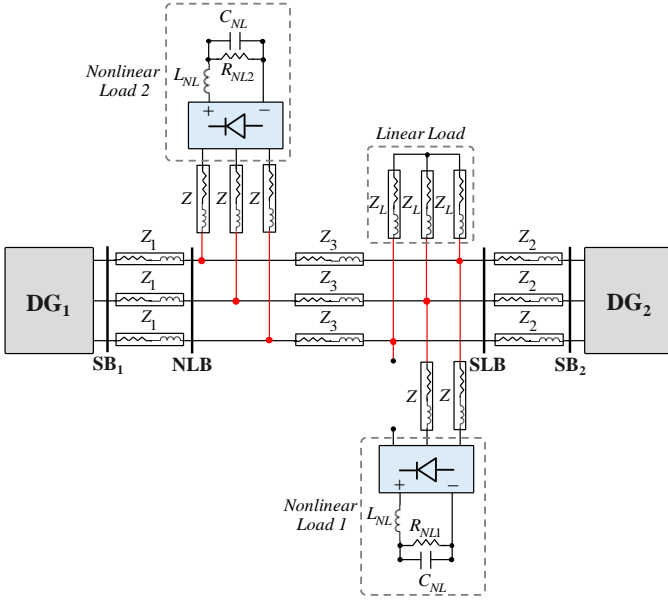 C_NL
R_NL2
L_NL
Nonlinear
Load 2
+ −
Linear Load
Z Z Z
Z_L Z_L Z_L
Z_1 Z_3 Z_2
Z_1 Z_3 Z_2
DG_1 DG_2
Z_1 Z_3 Z_2
SB_1 NLB SLB SB_2
Z Z
+ −
Nonlinear
Load 1
L_NL
R_NL1
C_NL